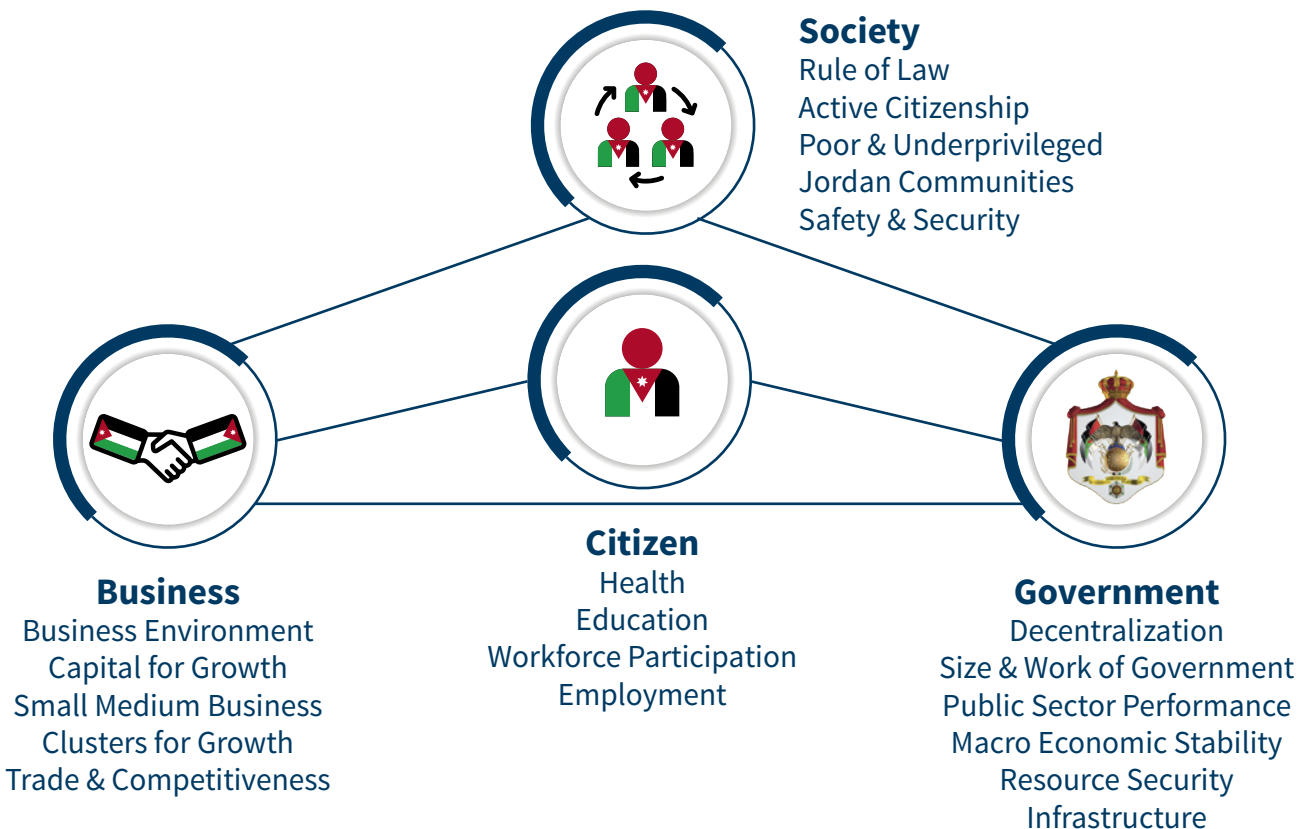 Society
Rule of Law
Active Citizenship
Poor & Underprivileged
Jordan Communities
Safety & Security
Citizen
Health
Education
Workforce Participation
Employment
Business
Business Environment
Capital for Growth
Small Medium Business
Clusters for Growth
Trade & Competitiveness
Government
Decentralization
Size & Work of Government
Public Sector Performance
Macro Economic Stability
Resource Security
Infrastructure